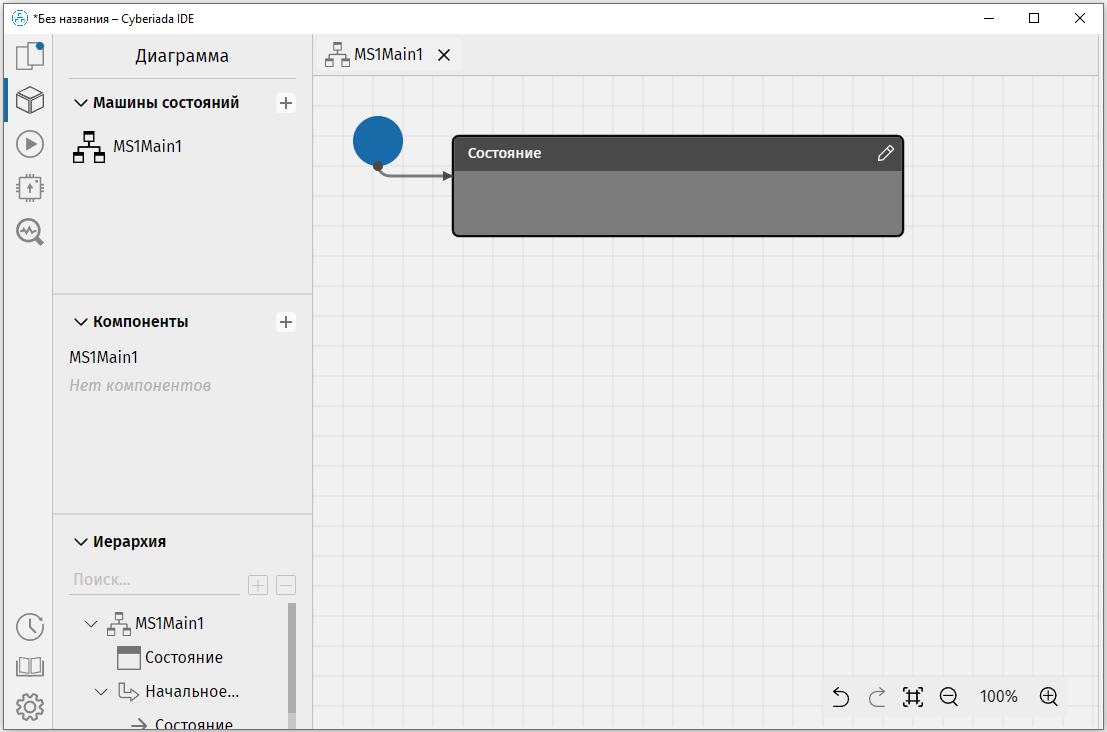 *Без названия – Cyberiada IDE
Диаграмма
MS1Main1
Машины состояний
MS1Main1
Состояние
Компоненты
MS1Main1
Нет компонентов
Иерархия
Поиск...
MS1Main1
Состояние
Начальное...
Состояние
100%